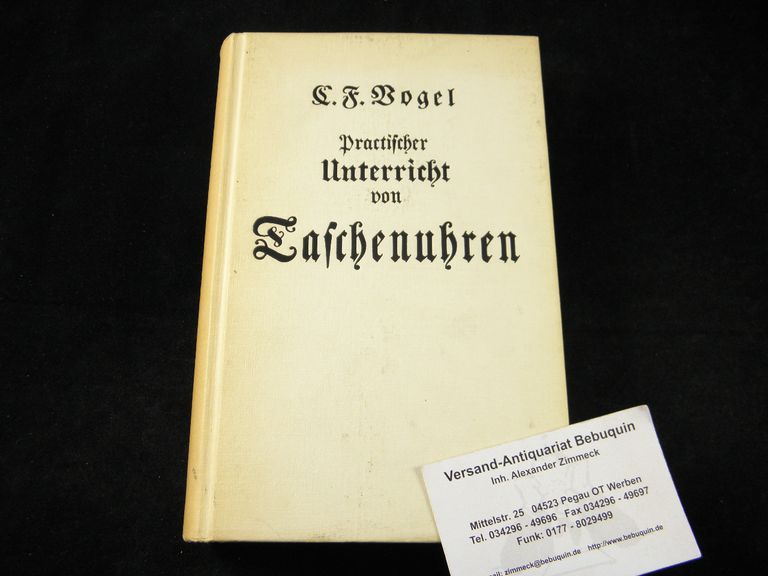 C. F. Vogel
Practiſcher
Unterricht
von
Taſchenuhren
Versand-Antiquariat Bebuquin
Inh. Alexander Zimmeck
Mittelstr. 25 04523 Pegau OT Werben
Tel. 034296 - 49696 Fax 034296 - 49697
Funk: 0177 - 8029499
ail: zimmeck@bebuquin.de http://www.bebuquin.de